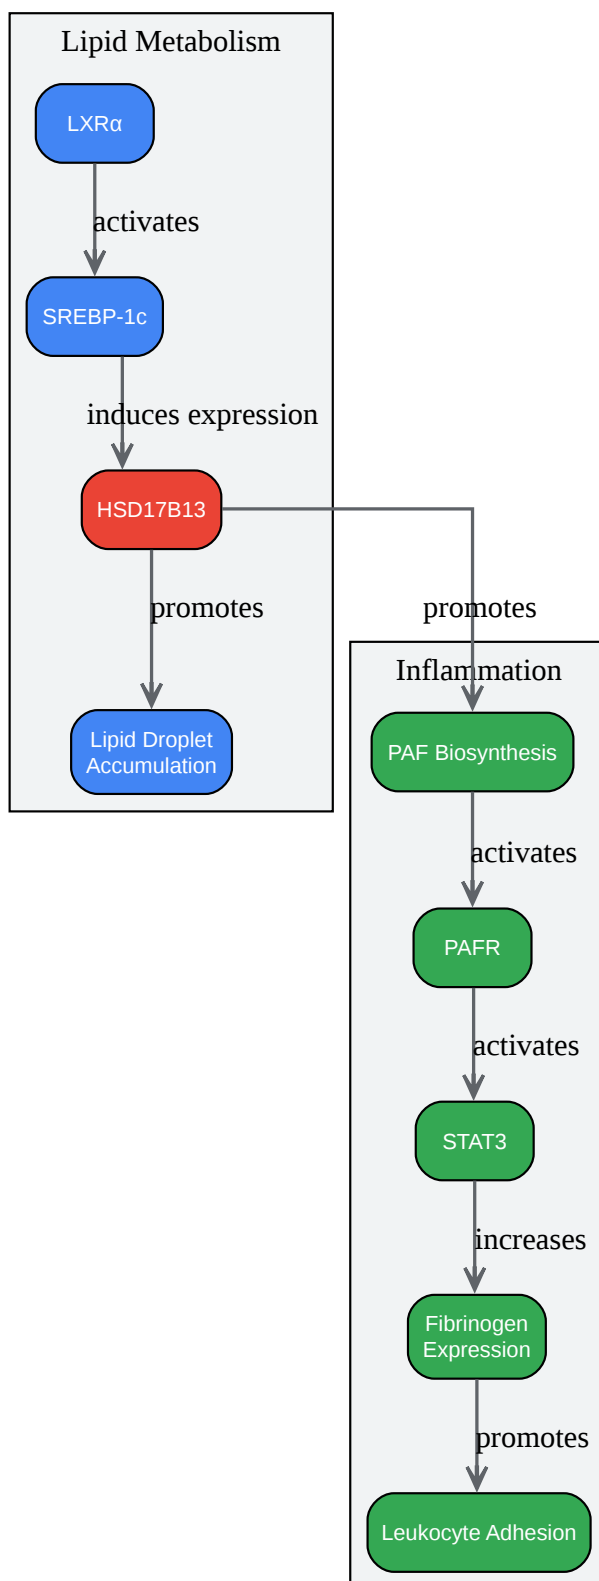 Lipid Metabolism
LXRα
activates
SREBP-1c
induces expression
HSD17B13
promotes
promotes
Lipid Droplet
Accumulation
Inflammation
PAF Biosynthesis
activates
PAFR
activates
STAT3
increases
Fibrinogen
Expression
promotes
Leukocyte Adhesion